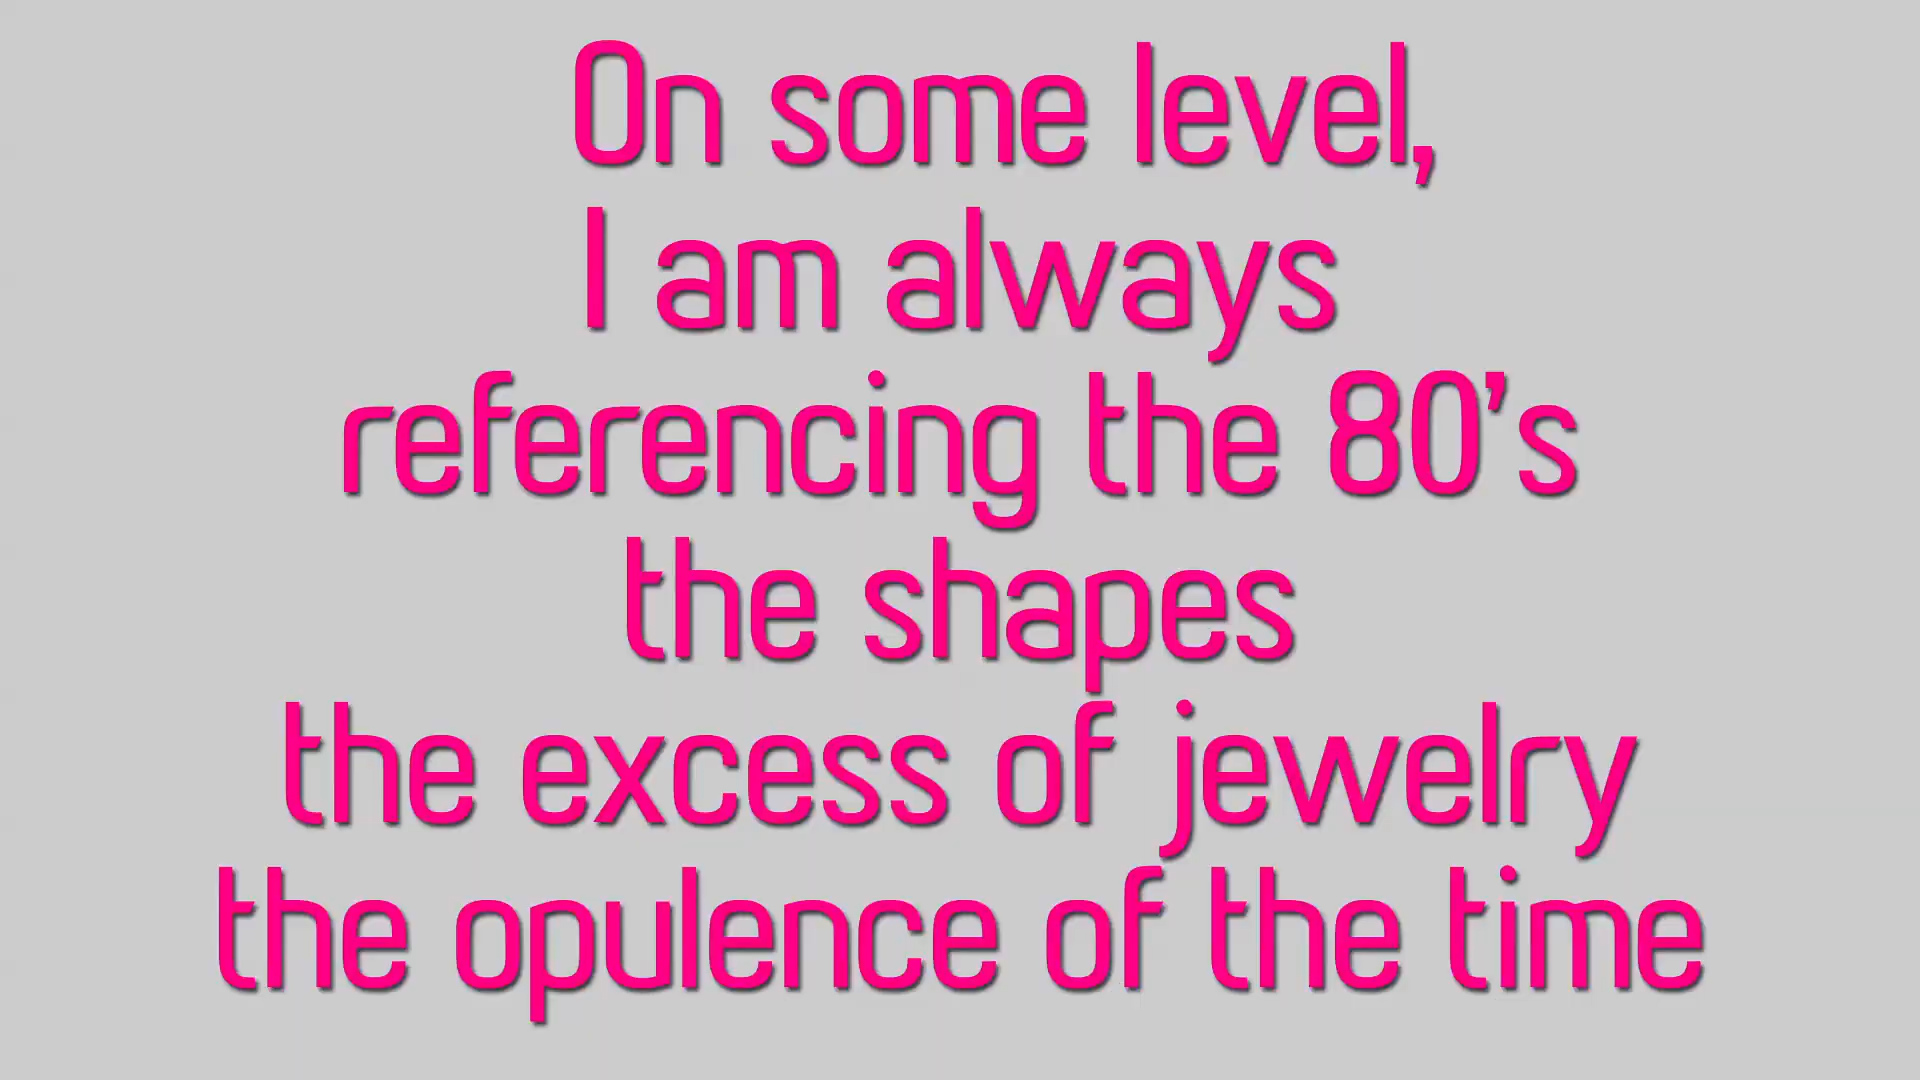 On some level,
I am always
referencing the 80's
the shapes
the excess of jewelry
the opulence of the time